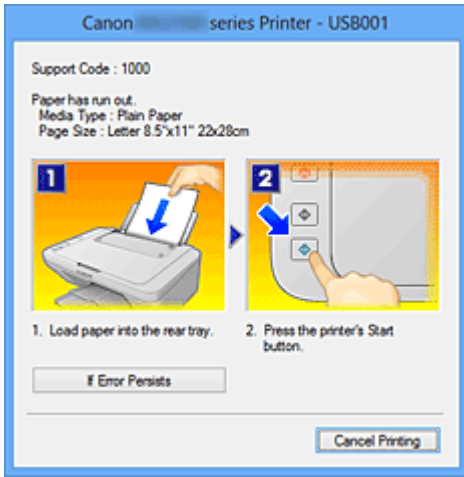 Canon series Printer - USB001
Support Code : 1000
Paper has run out.
Media Type : Plain Paper
Page Size : Letter 8.5"x11" 22x28cm
1
2
1. Load paper into the rear tray.
2. Press the printer's Start
button.
If Error Persists
Cancel Printing